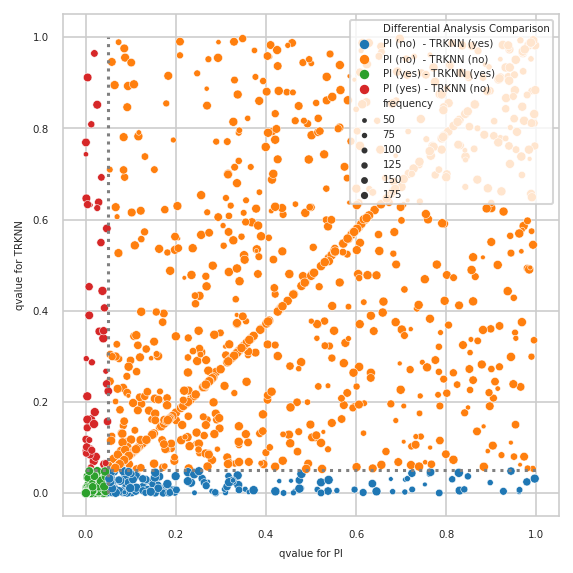 Differential Analysis Comparison
PI (no)  - TRKNN (yes)
PI (no)  - TRKNN (no)
PI (yes) - TRKNN (yes)
PI (yes) - TRKNN (no)
frequency
50
75
100
125
150
175
1.0
0.8
0.6
0.4
0.2
0.0
qvalue for TRKNN
0.0 0.2 0.4 0.6 0.8 1.0
qvalue for PI